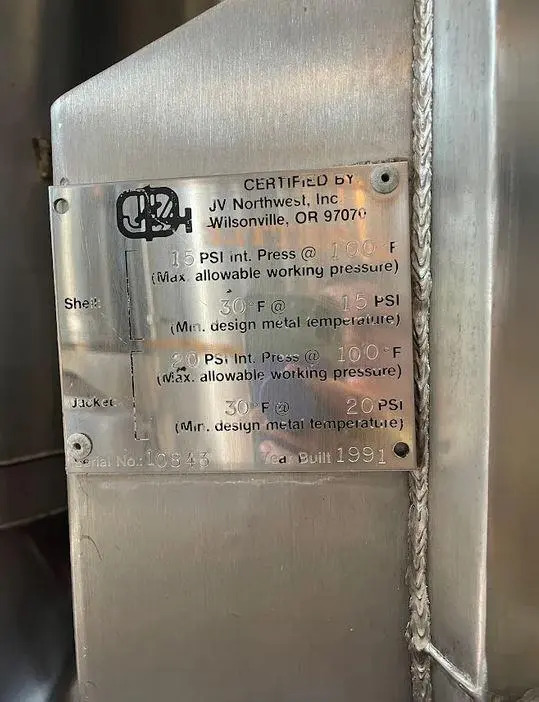 CERTIFIED BY
JV Northwest, Inc
Wilsonville, OR 97070
15 PSI Int. Press @ 100°F
(Max. allowable working pressure)
Shell:
30°F @ 15 PSI
(Min. design metal temperature)
20 PSI Int. Press @ 100°F
(Max. allowable working pressure)
Jacket:
30°F @ 20 PSI
(Min. design metal temperature)
Serial No.: 10843 Year Built 1991